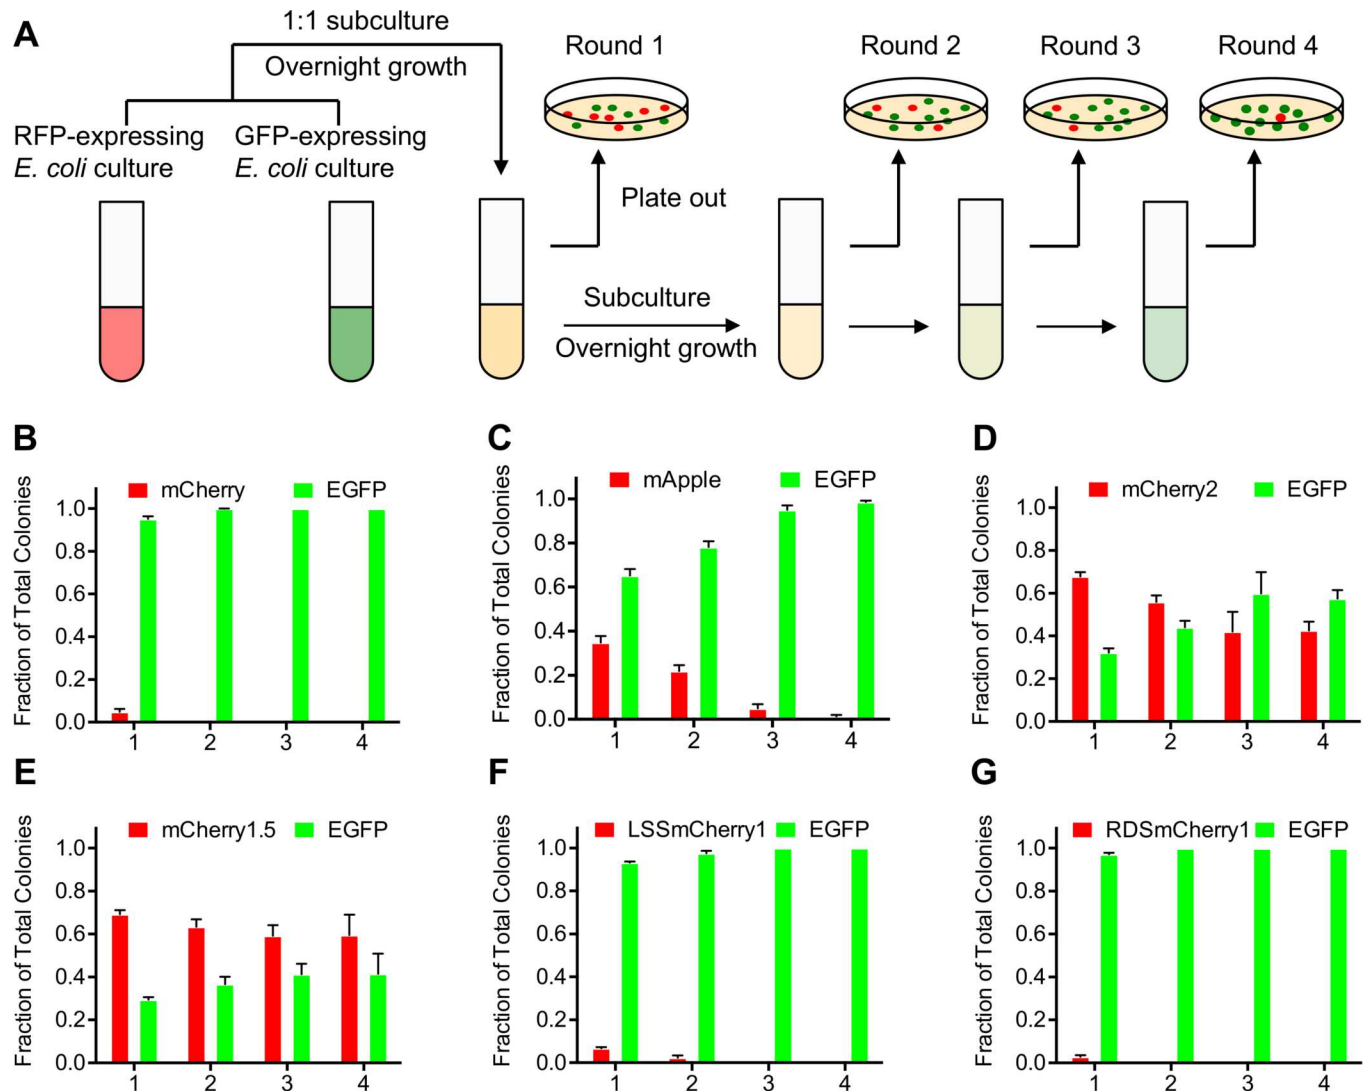 A
1:1 subculture
Overnight growth
RFP-expressing
E. coli culture
GFP-expressing
E. coli culture
Round 1
Round 2
Round 3
Round 4
Plate out
Subculture
Overnight growth
B
mCherry
EGFP
Fraction of Total Colonies
1.0
0.8
0.6
0.4
0.2
0.0
1 2 3 4
C
mApple
EGFP
Fraction of Total Colonies
1.0
0.8
0.6
0.4
0.2
0.0
1 2 3 4
D
mCherry2
EGFP
Fraction of Total Colonies
1.0
0.8
0.6
0.4
0.2
0.0
1 2 3 4
E
mCherry1.5
EGFP
Fraction of Total Colonies
1.0
0.8
0.6
0.4
0.2
0.0
1 2 3 4
F
LSSmCherry1
EGFP
Fraction of Total Colonies
1.0
0.8
0.6
0.4
0.2
0.0
1 2 3 4
G
RDSmCherry1
EGFP
Fraction of Total Colonies
1.0
0.8
0.6
0.4
0.2
0.0
1 2 3 4